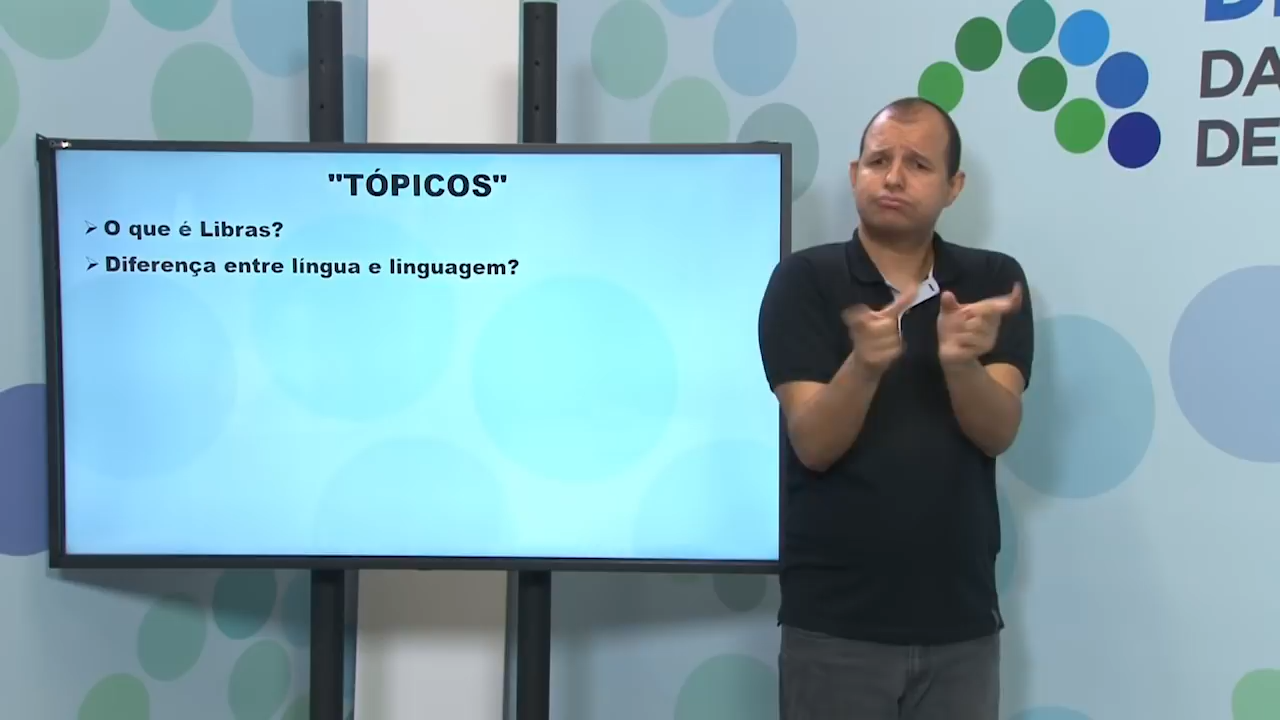 "TÓPICOS"
➢ O que é Libras?
➢ Diferença entre língua e linguagem?
DA
DE